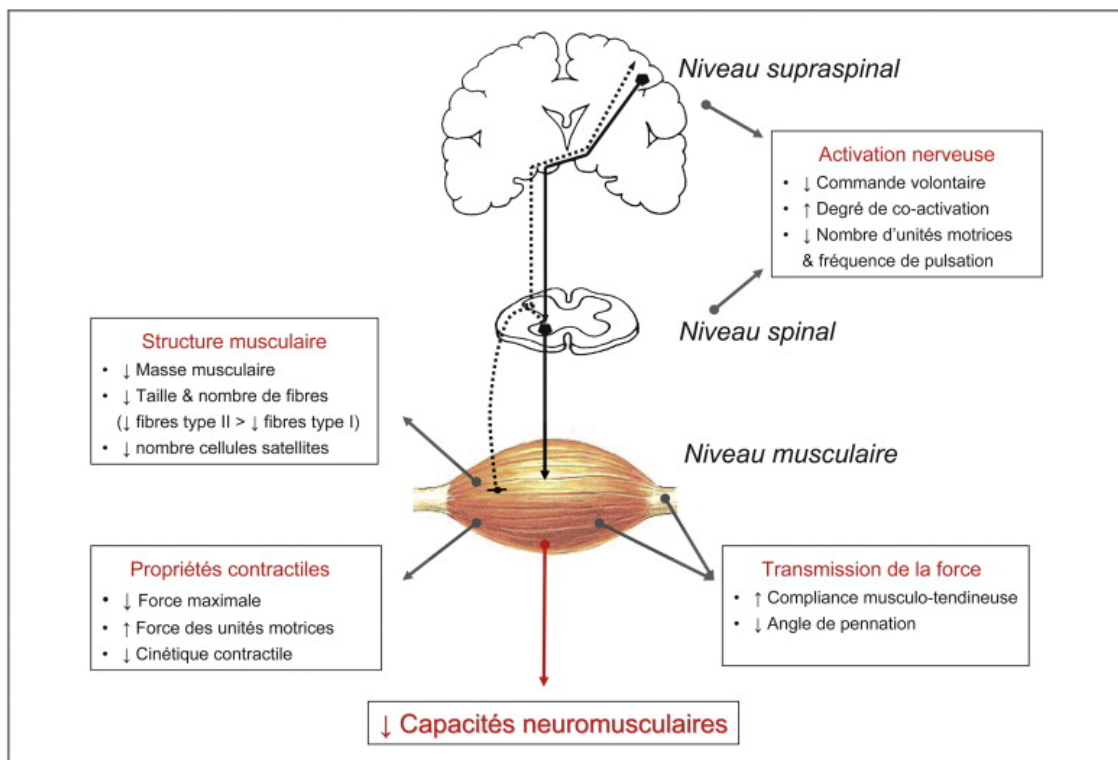 Niveau supraspinal
Activation nerveuse
• ↓ Commande volontaire
• ↑ Degré de co-activation
• ↓ Nombre d'unités motrices
& fréquence de pulsation
Niveau spinal
Structure musculaire
• ↓ Masse musculaire
• ↓ Taille & nombre de fibres
(↓ fibres type II > ↓ fibres type I)
• ↓ nombre cellules satellites
Niveau musculaire
Propriétés contractiles
• ↓ Force maximale
• ↑ Force des unités motrices
• ↓ Cinétique contractile
Transmission de la force
• ↑ Compliance musculo-tendineuse
• ↓ Angle de pennation
↓ Capacités neuromusculaires